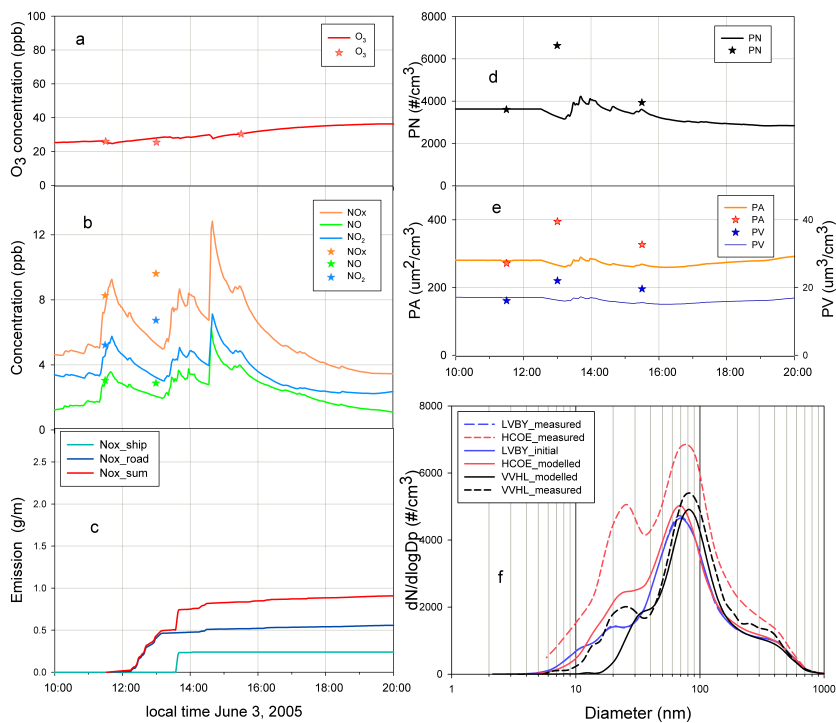 100
80
60
40
20
0
O3 concentration (ppb)
a
O3
O3
12
8
4
0
Concentration (ppb)
b
NOx
NO
NO2
NOx
NO
NO2
2.5
2.0
1.5
1.0
0.5
0.0
Emission (g/m)
c
Nox_ship
Nox_road
Nox_sum
10:00 12:00 14:00 16:00 18:00 20:00
local time June 3, 2005
8000
6000
4000
2000
0
PN (#/cm3)
d
PN
PN
400
200
0
PA (um2/cm3)
e
PA
PA
PV
PV
40
20
0
PV (um3/cm3)
10:00 12:00 14:00 16:00 18:00 20:00
8000
6000
4000
2000
0
dN/dlogDp (#/cm3)
f
LVBY_measured
HCOE_measured
LVBY_initial
HCOE_modelled
VVHL_modelled
VVHL_measured
1 10 100 1000
Diameter (nm)